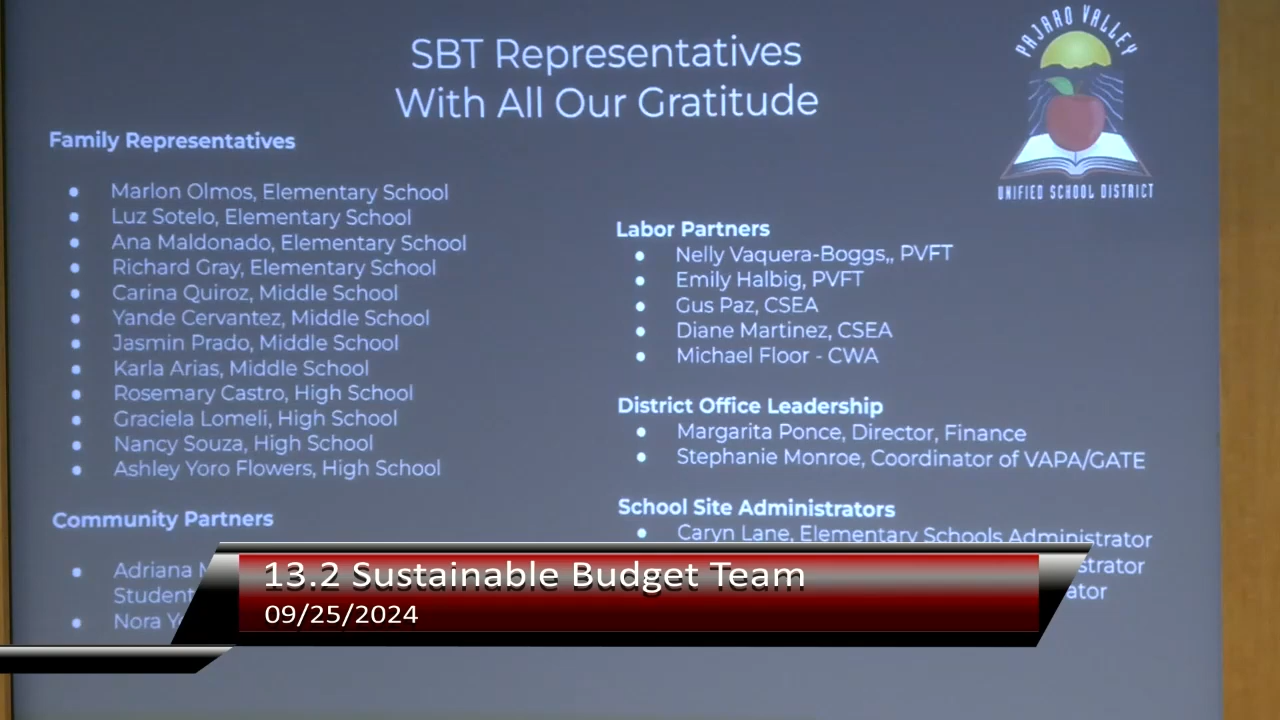 SBT Representatives
With All Our Gratitude
PAJARO VALLEY
UNIFIED SCHOOL DISTRICT
Family Representatives
Marlon Olmos, Elementary School
Luz Sotelo, Elementary School
Ana Maldonado, Elementary School
Richard Gray, Elementary School
Carina Quiroz, Middle School
Yande Cervantez, Middle School
Jasmin Prado, Middle School
Karla Arias, Middle School
Rosemary Castro, High School
Graciela Lomeli, High School
Nancy Souza, High School
Ashley Yoro Flowers, High School
Community Partners
Adriana
Student
Nora
Labor Partners
Nelly Vaquera-Boggs,, PVFT
Emily Halbig, PVFT
Gus Paz, CSEA
Diane Martinez, CSEA
Michael Floor - CWA
District Office Leadership
Margarita Ponce, Director, Finance
Stephanie Monroe, Coordinator of VAPA/GATE
School Site Administrators
Caryn Lane, Elementary Schools Administrator
13.2 Sustainable Budget Team
09/25/2024